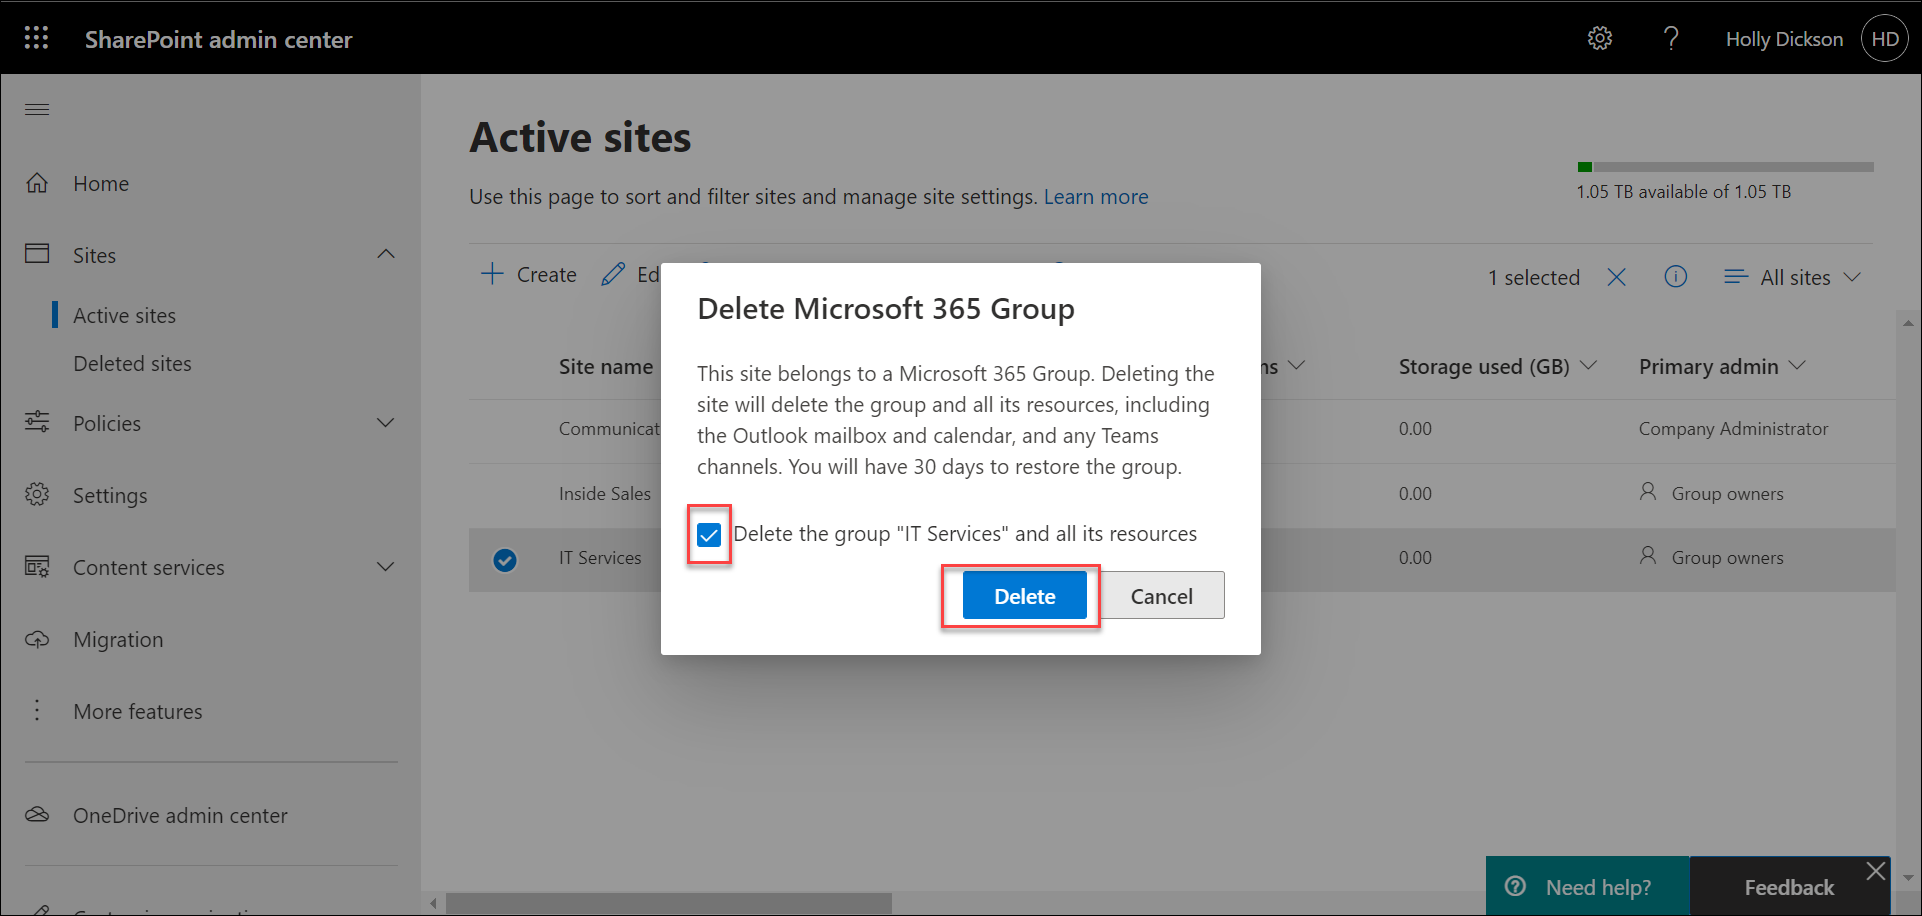 SharePoint admin center
Holly Dickson
HD
Home
Sites
Active sites
Deleted sites
Policies
Settings
Content services
Migration
More features
OneDrive admin center
Active sites
Use this page to sort and filter sites and manage site settings. Learn more
1.05 TB available of 1.05 TB
Create
Ed
1 selected
All sites
Site name
ns
Storage used (GB)
Primary admin
Communicat
0.00
Company Administrator
Inside Sales
0.00
Group owners
IT Services
0.00
Group owners
Delete Microsoft 365 Group
This site belongs to a Microsoft 365 Group. Deleting the
site will delete the group and all its resources, including
the Outlook mailbox and calendar, and any Teams
channels. You will have 30 days to restore the group.
Delete the group "IT Services" and all its resources
Delete
Cancel
Need help?
Feedback